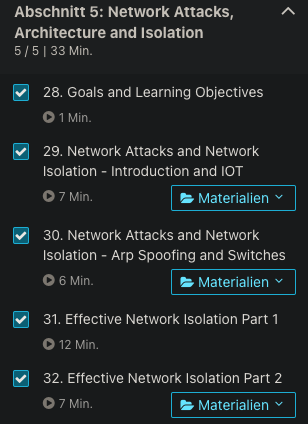 Abschnitt 5: Network Attacks,
Architecture and Isolation
5 / 5 | 33 Min.
28. Goals and Learning Objectives
1 Min.
29. Network Attacks and Network
Isolation - Introduction and IOT
7 Min.
Materialien
30. Network Attacks and Network
Isolation - Arp Spoofing and Switches
6 Min.
Materialien
31. Effective Network Isolation Part 1
12 Min.
32. Effective Network Isolation Part 2
7 Min.
Materialien